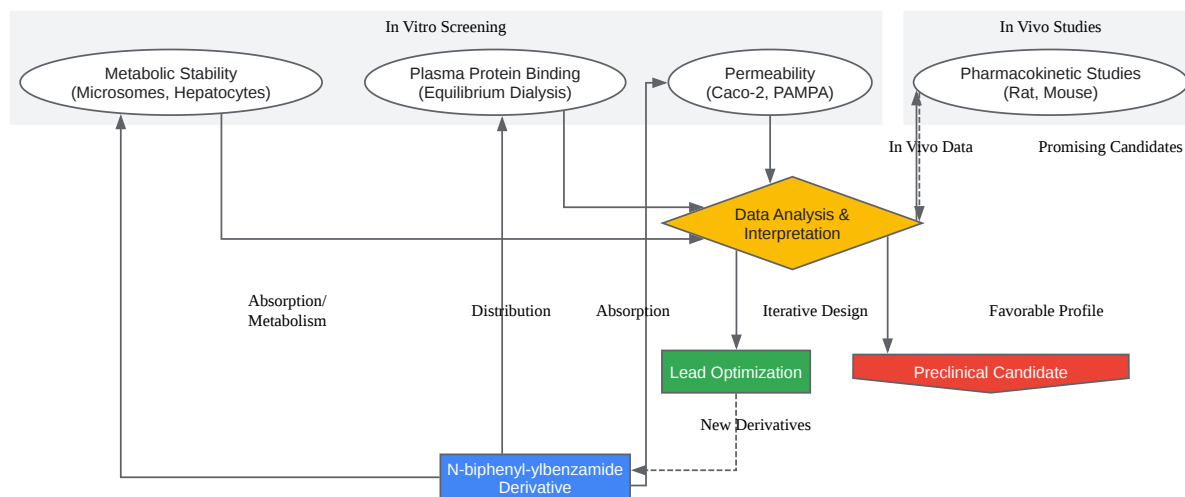 In Vitro Screening
In Vivo Studies
Metabolic Stability
(Microsomes, Hepatocytes)
Plasma Protein Binding
(Equilibrium Dialysis)
Permeability
(Caco-2, PAMPA)
Pharmacokinetic Studies
(Rat, Mouse)
In Vivo Data
Promising Candidates
Data Analysis &
Interpretation
Absorption/
Metabolism
Distribution
Absorption
Iterative Design
Favorable Profile
Lead Optimization
Preclinical Candidate
New Derivatives
N-biphenyl-ylbenzamide
Derivative